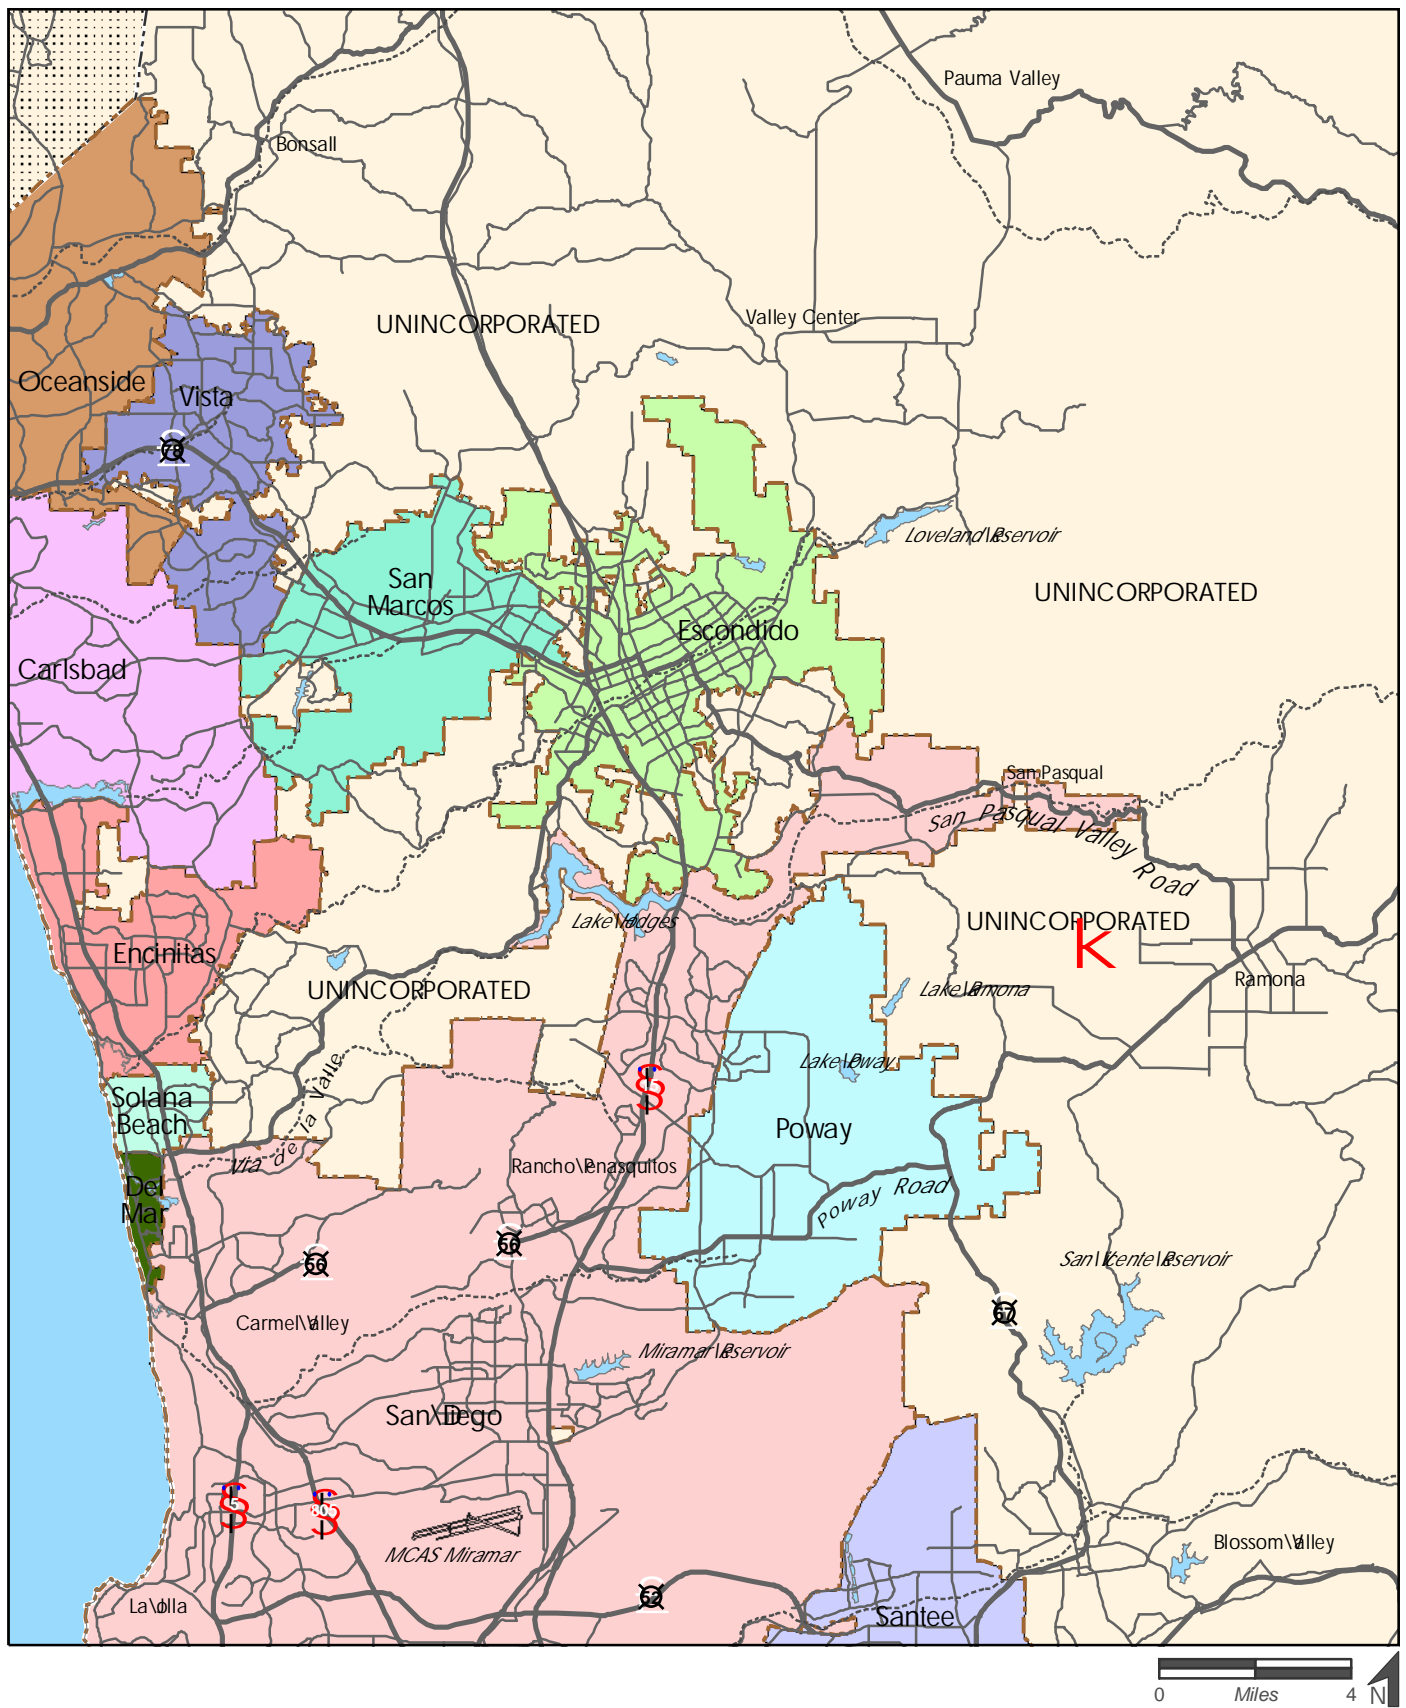 Pauma Valley
Bonsall
Valley Center
UNINCORPORATED
Oceanside
Vista
78
Loveland\Reservoir
UNINCORPORATED
San
Marcos
Escondido
Carlsbad
San Pasqual
San Pasqual Valley Road
UNINCORPORATED
k
Lake\Hodges
Encinitas
Ramona
UNINCORPORATED
Lake\Ramona
Lake\Poway
Via de la Valle
Solana
Beach
Poway
Rancho\Penasquitos
Del
Mar
Poway Road
56
56
San\Vicente\Reservoir
67
Carmel\Valley
Miramar\Reservoir
San\Diego
5
805
MCAS Miramar
Blossom\Valley
52
La\Jolla
Santee
0 Miles 4 N